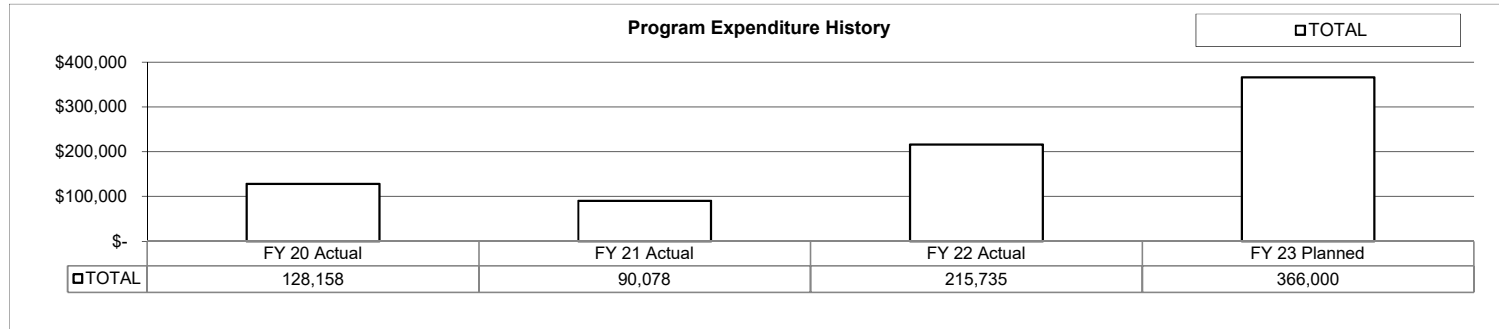 Program Expenditure History
TOTAL
$400,000
$300,000
$200,000
$100,000
$-
FY 20 Actual FY 21 Actual FY 22 Actual FY 23 Planned
TOTAL 128,158 90,078 215,735 366,000